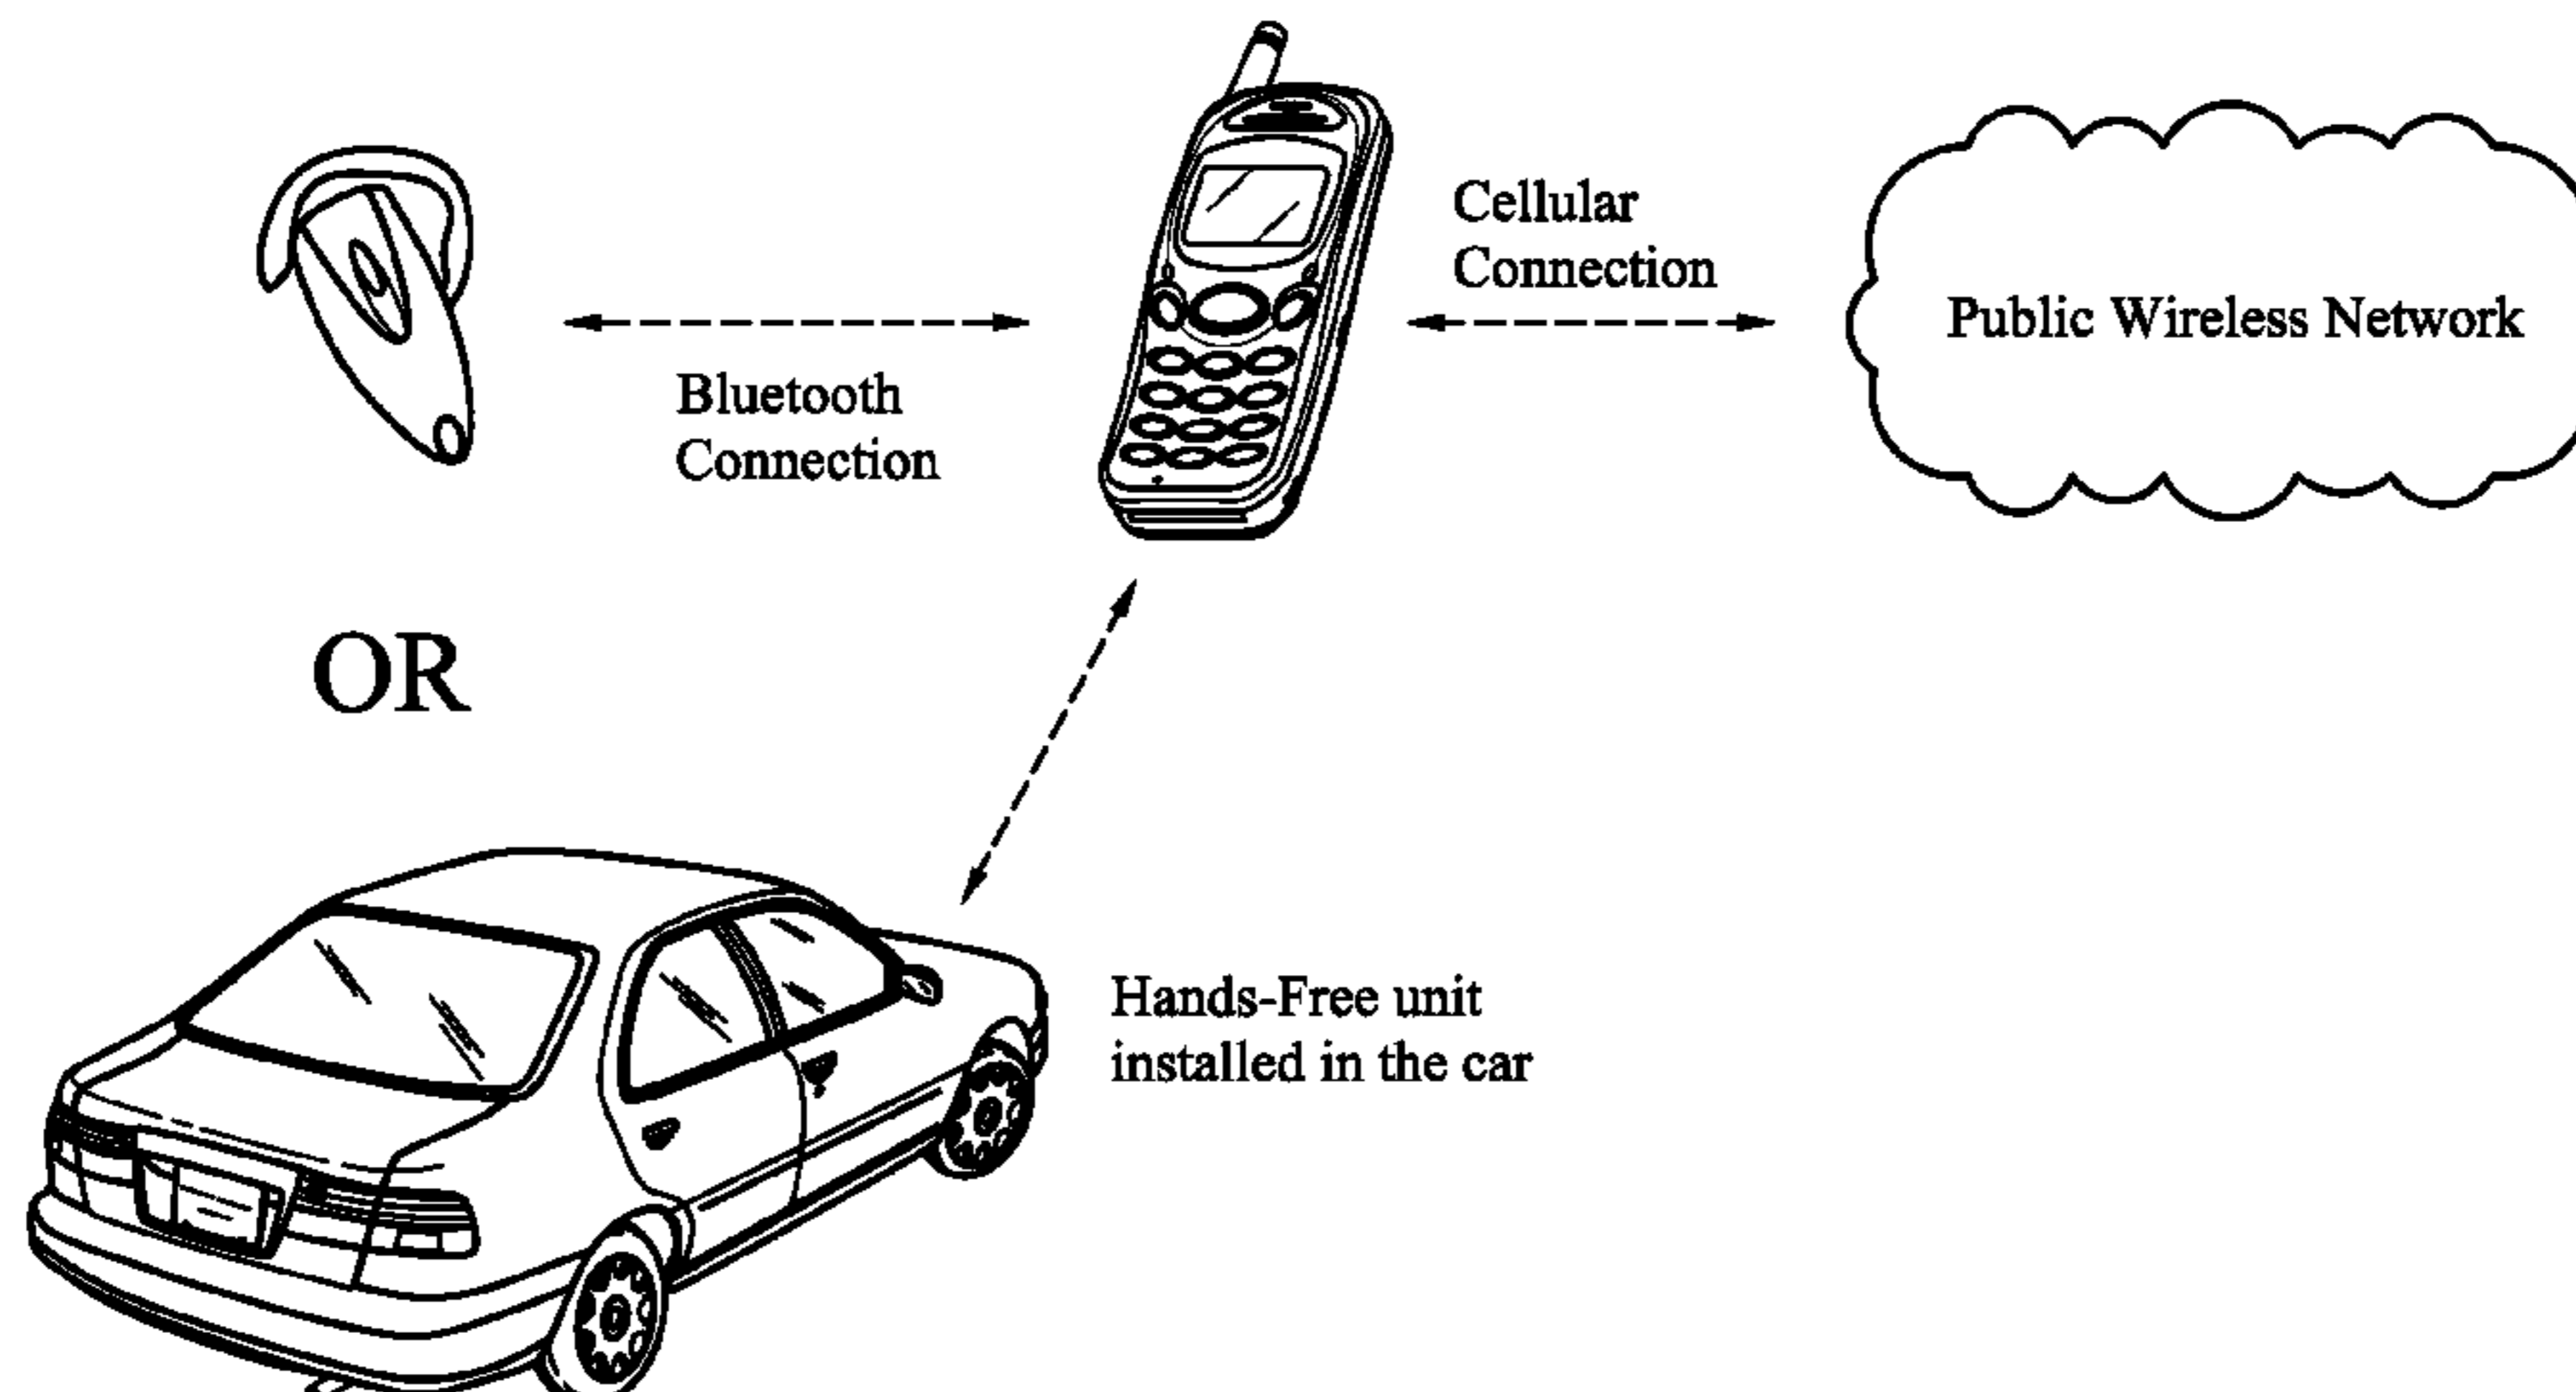 Cellular
Connection
Public Wireless Network
Bluetooth
Connection
OR
Hands-Free unit
installed in the car